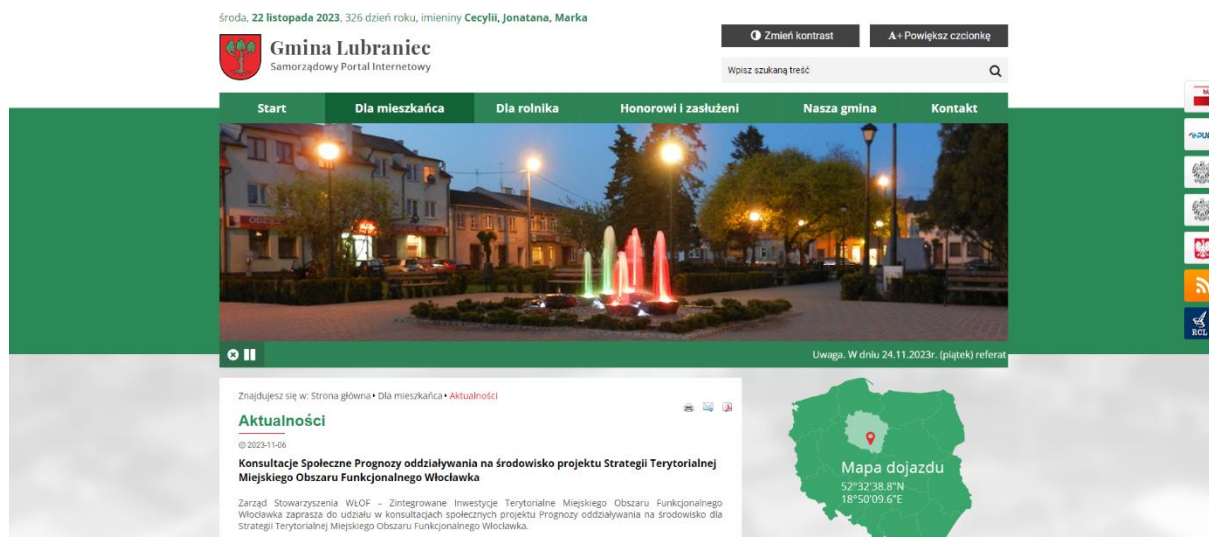 środa, 22 listopada 2023, 326 dzień roku, imieniny Cecylii, Jonatana, Marka
Gmina Lubraniec
Samorządowy Portal Internetowy
Zmień kontrast
A+Powiększ czcionkę
Wpisz szukaną treść
Start
Dla mieszkańca
Dla rolnika
Honorowi i zasłużeni
Nasza gmina
Kontakt
Uwaga. W dniu 24.11.2023r. (piątek) referat
Znajdujesz się w: Strona główna • Dla mieszkańca • Aktualności
Aktualności
2023-11-06
Konsultacje Społeczne Prognozy oddziaływania na środowisko projektu Strategii Terytorialnej
Miejskiego Obszaru Funkcjonalnego Włocławka
Zarząd Stowarzyszenia WŁOF – Zintegrowane Inwestycje Terytorialne Miejskiego Obszaru Funkcjonalnego
Włocławka zaprasza do udziału w konsultacjach społecznych projektu Prognozy oddziaływania na środowisko dla
Strategii Terytorialnej Miejskiego Obszaru Funkcjonalnego Włocławka.
Mapa dojazdu
52°32'38.8"N
18°50'09.6"E
RCL